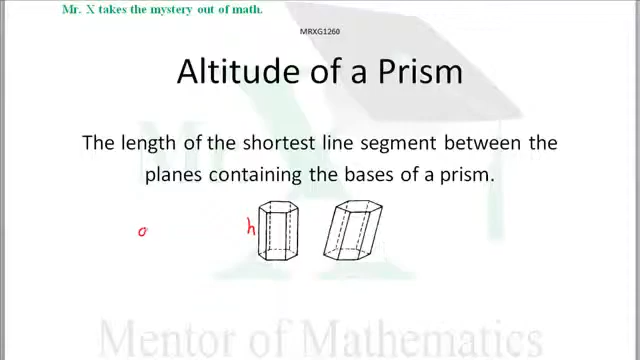 Mr. X takes the mystery out of math.
MRXG1260
Altitude of a Prism
The length of the shortest line segment between the
planes containing the bases of a prism.
a
h
Mr. X
Mentor of Mathematics